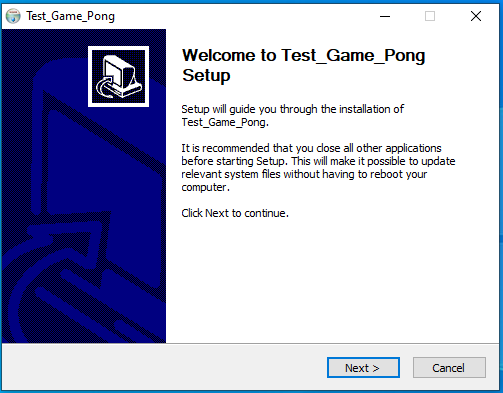 Test_Game_Pong
Welcome to Test_Game_Pong
Setup
Setup will guide you through the installation of
Test_Game_Pong.
It is recommended that you close all other applications
before starting Setup. This will make it possible to update
relevant system files without having to reboot your
computer.
Click Next to continue.
Next >
Cancel